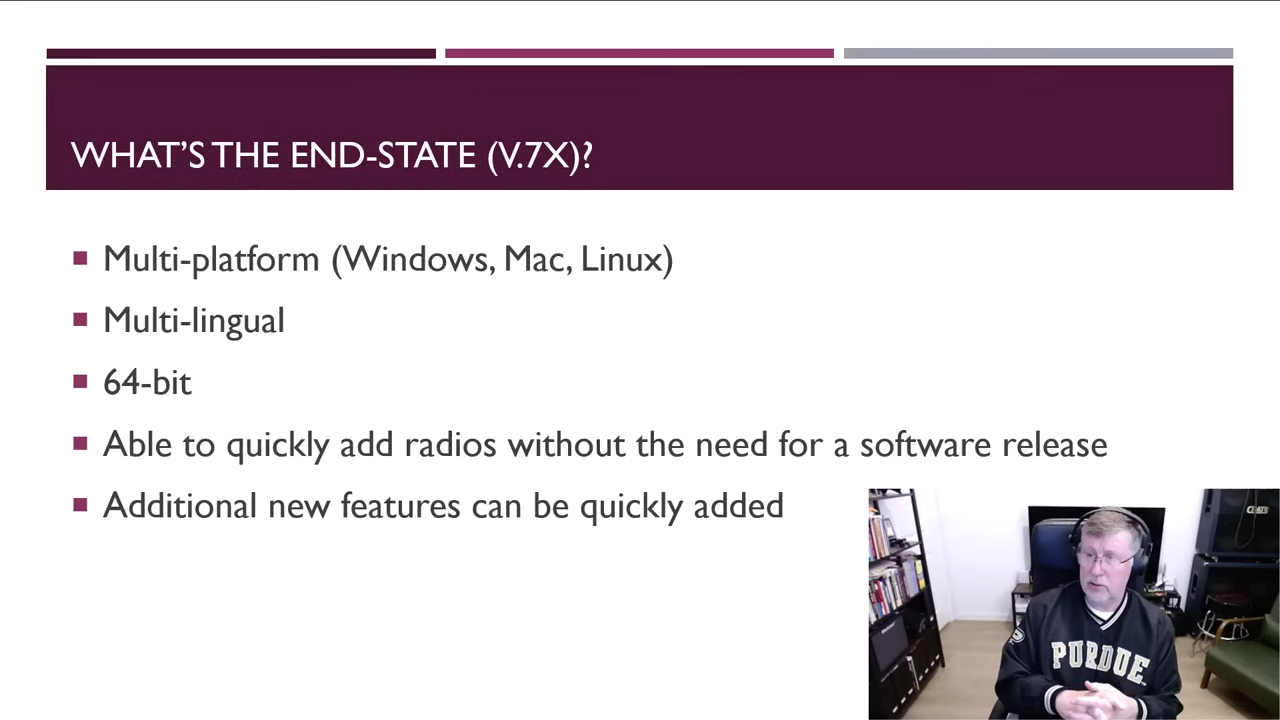 WHAT'S THE END-STATE (V.7X)?
Multi-platform (Windows, Mac, Linux)
Multi-lingual
64-bit
Able to quickly add radios without the need for a software release
Additional new features can be quickly added
PURDUE